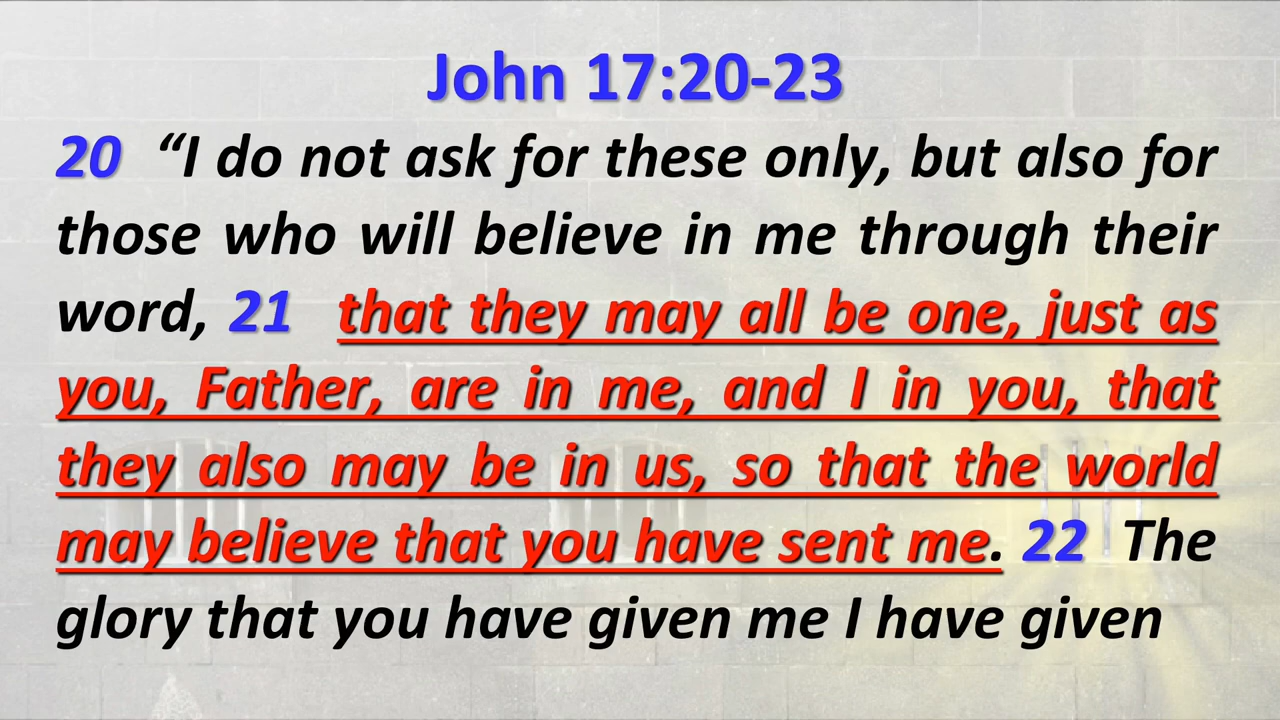 John 17:20-23
20 “I do not ask for these only, but also for
those who will believe in me through their
word, 21 that they may all be one, just as
you, Father, are in me, and I in you, that
they also may be in us, so that the world
may believe that you have sent me. 22 The
glory that you have given me I have given